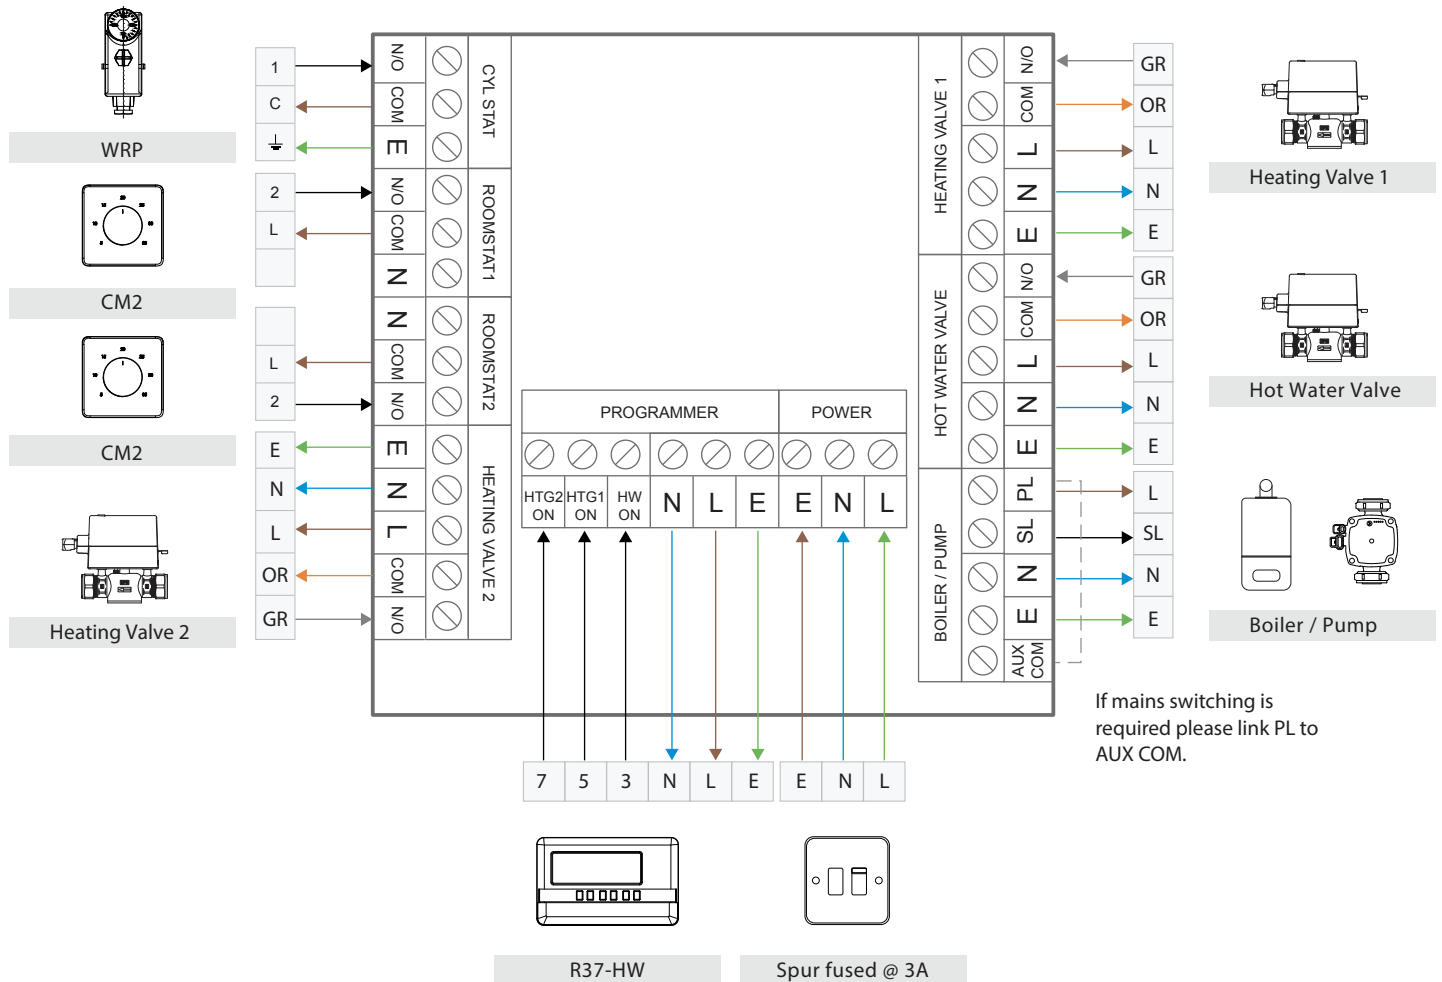 WRP
CM2
CM2
Heating Valve 2
1
C
2
L
L
2
E
N
L
OR
GR
N/O
COM
E
N/O
COM
N
N
COM
N/O
E
N
L
COM
N/O
CYL STAT
ROOMSTAT1
ROOMSTAT2
HEATING VALVE 2
PROGRAMMER
POWER
HTG2 ON
HTG1 ON
HW ON
N
L
E
E
N
L
7
5
3
N
L
E
E
N
L
R37-HW
Spur fused @ 3A
HEATING VALVE 1
HOT WATER VALVE
BOILER / PUMP
N/O
COM
L
N
E
N/O
COM
L
N
E
PL
SL
N
E
AUX COM
GR
OR
L
N
E
GR
OR
L
N
E
L
SL
N
E
Heating Valve 1
Hot Water Valve
Boiler / Pump
If mains switching is
required please link PL to
AUX COM.